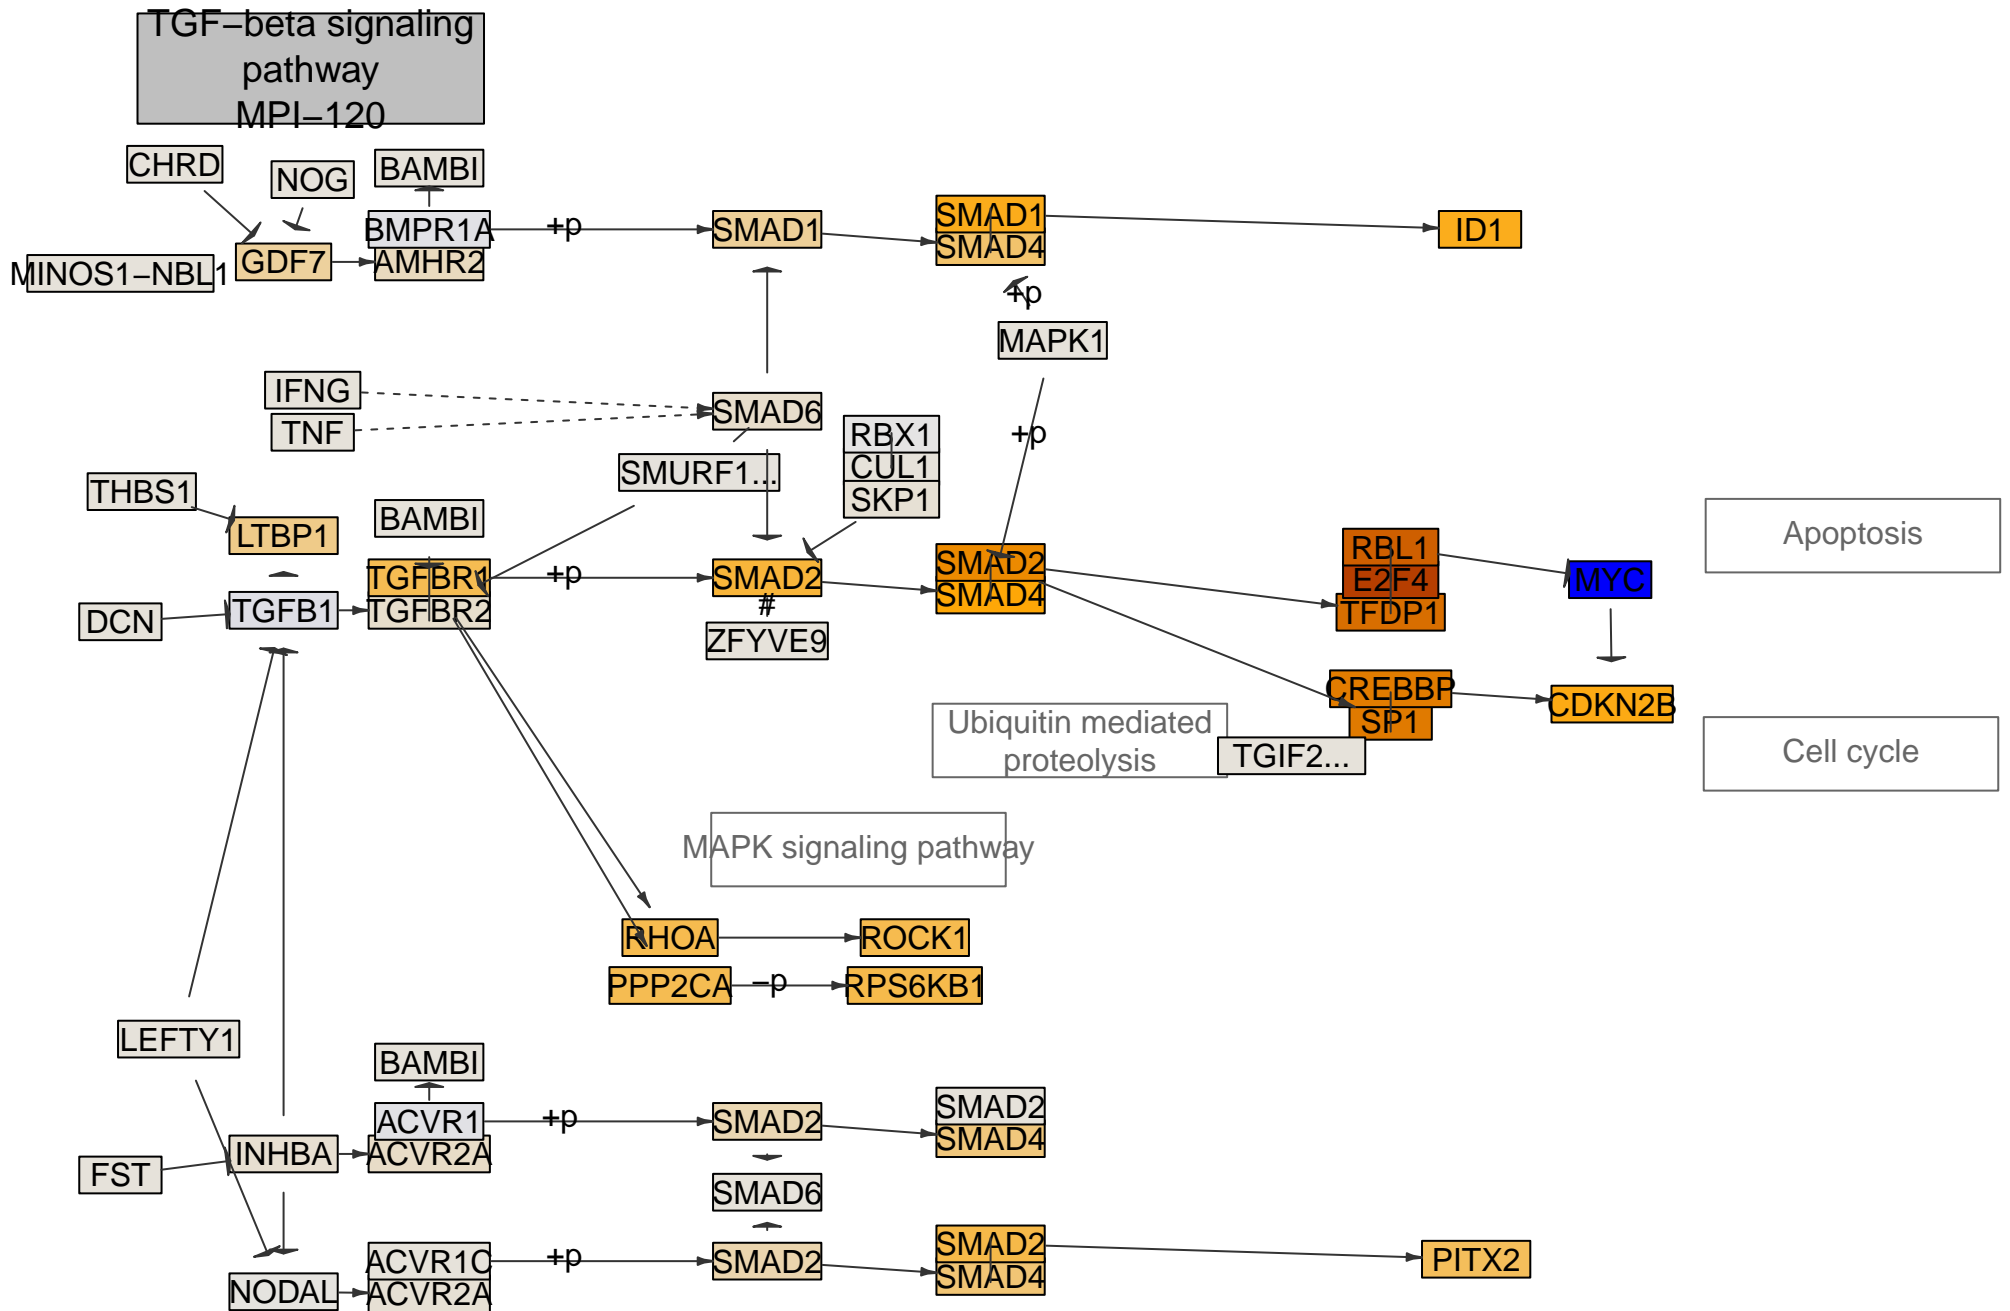 TGF−beta signaling
pathway
MPI−120
CHRD
NOG
BAMBI
BMPR1A
+p
SMAD1
SMAD1
SMAD4
ID1
MINOS1−NBL1
GDF7
AMHR2
+p
MAPK1
IFNG
TNF
SMAD6
RBX1
CUL1
SKP1
+p
SMURF1...
THBS1
LTBP1
BAMBI
TGFBR1
TGFBR2
+p
SMAD2
#
ZFYVE9
SMAD2
SMAD4
RBL1
E2F4
TFDP1
MYC
Apoptosis
DCN
TGFB1
CREBBP
SP1
CDKN2B
Ubiquitin mediated
proteolysis
TGIF2...
Cell cycle
MAPK signaling pathway
RHOA
ROCK1
PPP2CA
−p
RPS6KB1
LEFTY1
BAMBI
ACVR1
ACVR2A
+p
SMAD2
SMAD2
SMAD4
INHBA
FST
SMAD6
ACVR1C
ACVR2A
+p
SMAD2
SMAD2
SMAD4
PITX2
NODAL